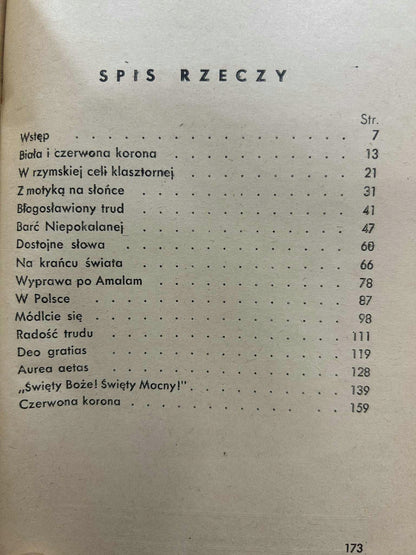 SPIS RZECZY
Str.
Wstęp . . . . . . . . . . . . . 7
Biała i czerwona korona . . . . . . . . 13
W rzymskiej celi klasztornej . . . . . . . 21
Z motyką na słońce . . . . . . . . . . 31
Błogosławiony trud . . . . . . . . . . 41
Barć Niepokalanej . . . . . . . . . . 47
Dostojne słowa . . . . . . . . . . . 60
Na krańcu świata . . . . . . . . . . 66
Wyprawa po Amalam . . . . . . . . . 78
W Polsce . . . . . . . . . . . . 87
Módlcie się . . . . . . . . . . . . 98
Radość trudu . . . . . . . . . . . 111
Deo gratias . . . . . . . . . . . 119
Aurea aetas . . . . . . . . . . . 128
„Święty Boże! Święty Mocny!" . . . . . . . 139
Czerwona korona . . . . . . . . . . 159
173